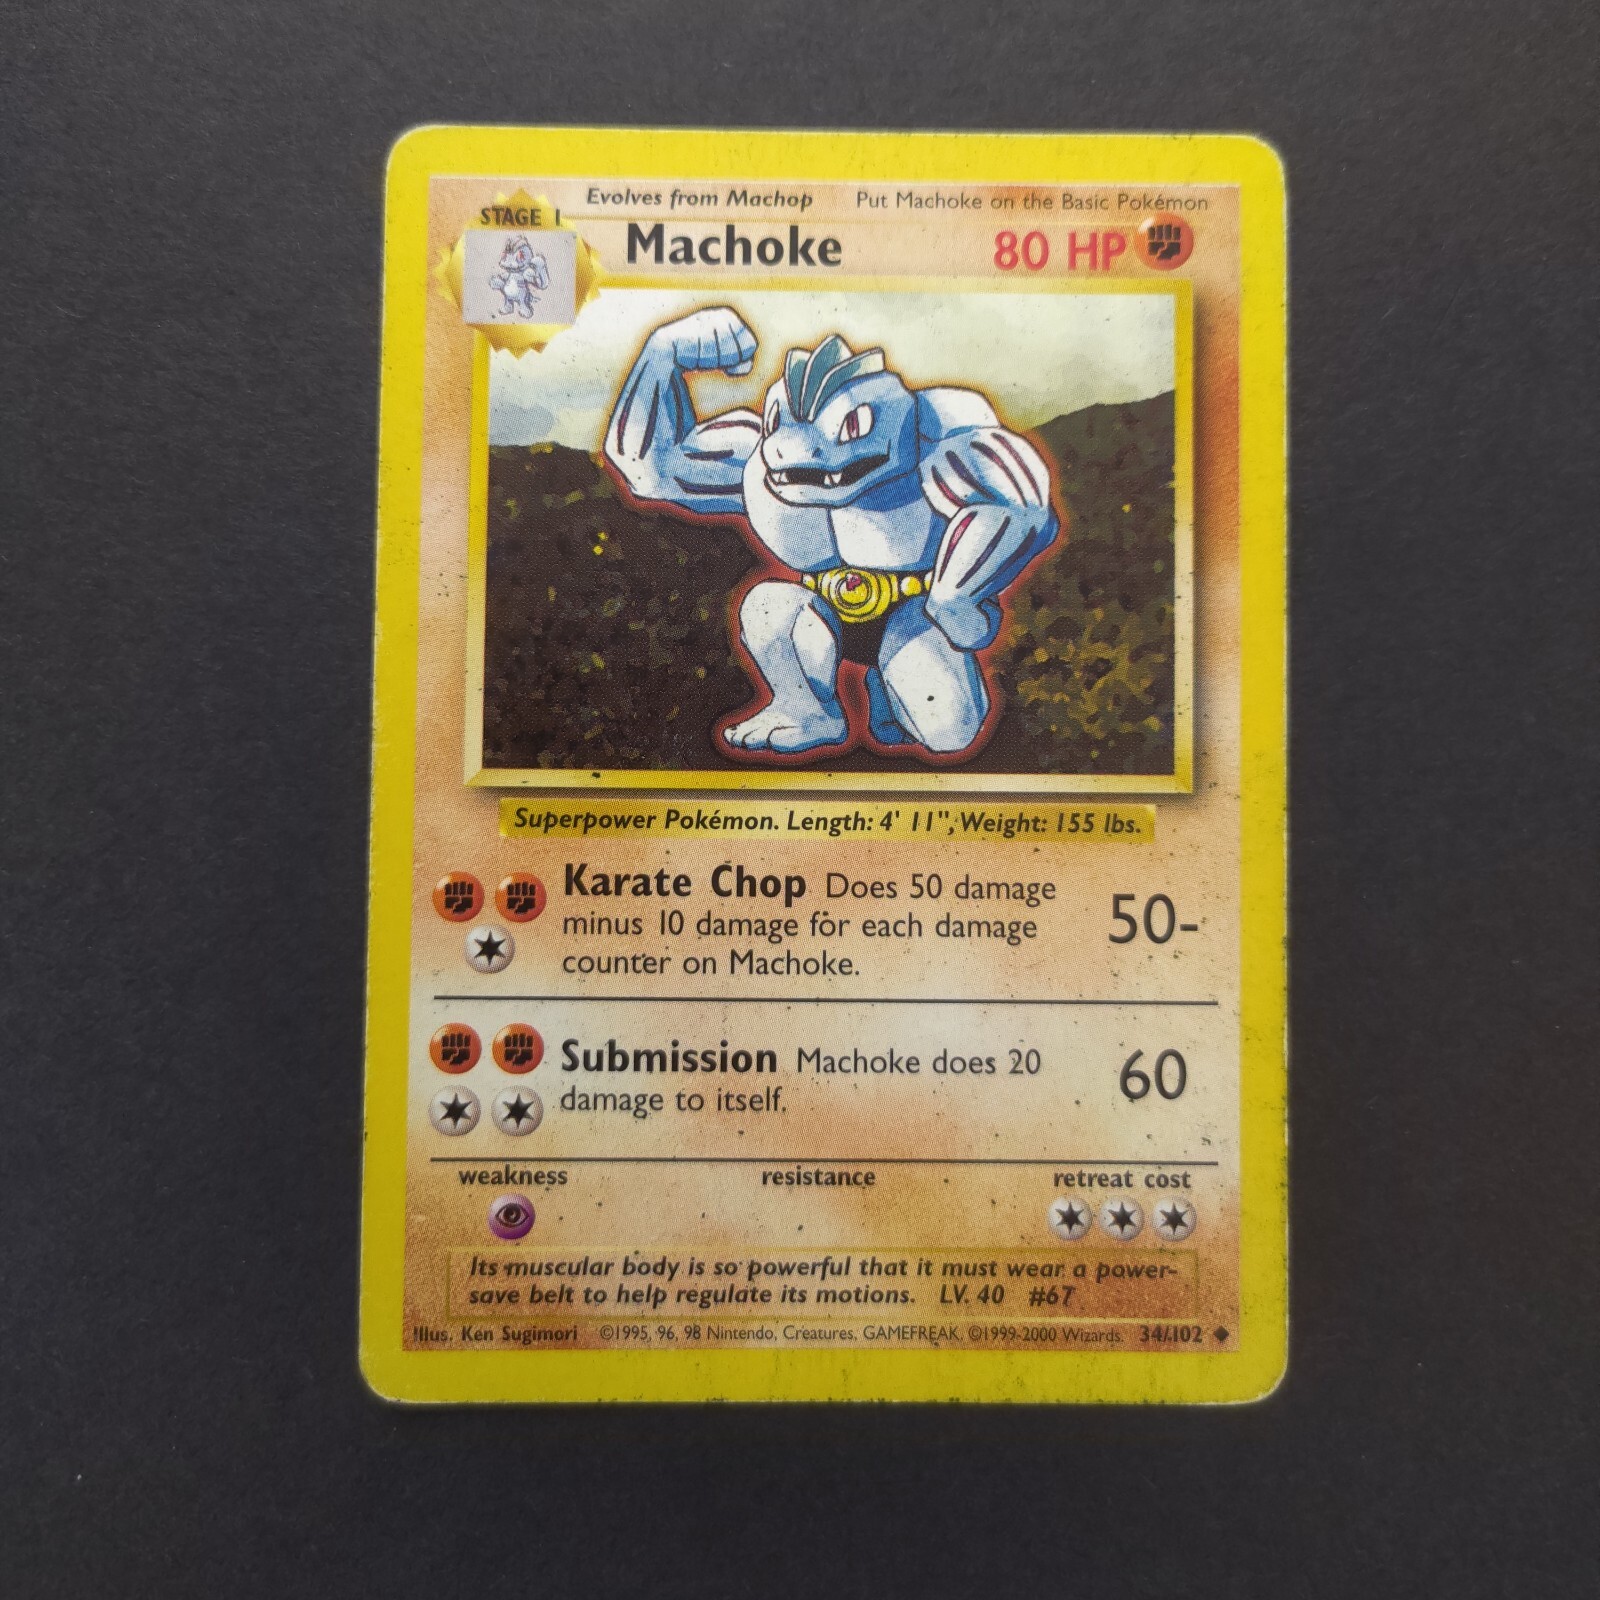 Evolves from Machop Put Machoke on the Basic Pokémon
STAGE 1
Machoke 80 HP
Superpower Pokémon. Length: 4' 11", Weight: 155 lbs.
Karate Chop Does 50 damage
minus 10 damage for each damage
counter on Machoke.
50-
Submission Machoke does 20
damage to itself.
60
weakness resistance retreat cost
Its muscular body is so powerful that it must wear a power-
save belt to help regulate its motions. LV. 40 #67
Illus. Ken Sugimori ©1995, 96, 98 Nintendo, Creatures, GAMEFREAK. ©1999-2000 Wizards. 34/102